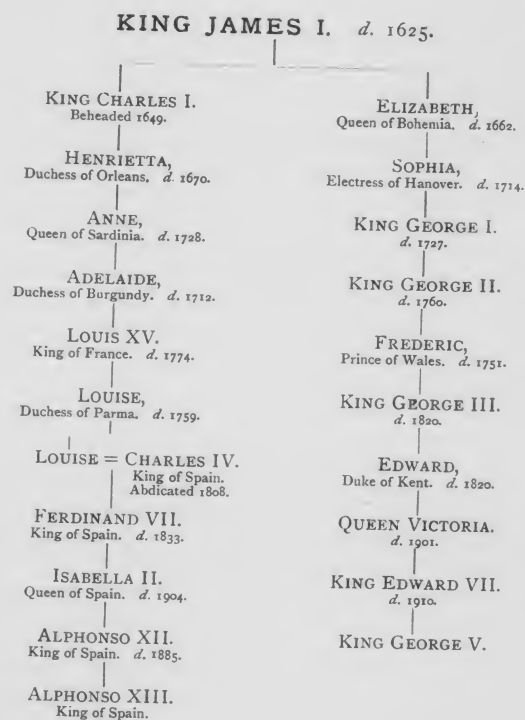 KING JAMES I. d. 1625.
KING CHARLES I.
Beheaded 1649.
HENRIETTA,
Duchess of Orleans. d. 1670.
ANNE,
Queen of Sardinia. d. 1728.
ADELAIDE,
Duchess of Burgundy. d. 1712.
LOUIS XV.
King of France. d. 1774.
LOUISE,
Duchess of Parma. d. 1759.
LOUISE = CHARLES IV.
King of Spain.
Abdicated 1808.
FERDINAND VII.
King of Spain. d. 1833.
ISABELLA II.
Queen of Spain. d. 1904.
ALPHONSO XII.
King of Spain. d. 1885.
ALPHONSO XIII.
King of Spain.
ELIZABETH,
Queen of Bohemia. d. 1662.
SOPHIA,
Electress of Hanover. d. 1714.
KING GEORGE I.
d. 1727.
KING GEORGE II.
d. 1760.
FREDERIC,
Prince of Wales. d. 1751.
KING GEORGE III.
d. 1820.
EDWARD,
Duke of Kent. d. 1820.
QUEEN VICTORIA.
d. 1901.
KING EDWARD VII.
d. 1910.
KING GEORGE V.